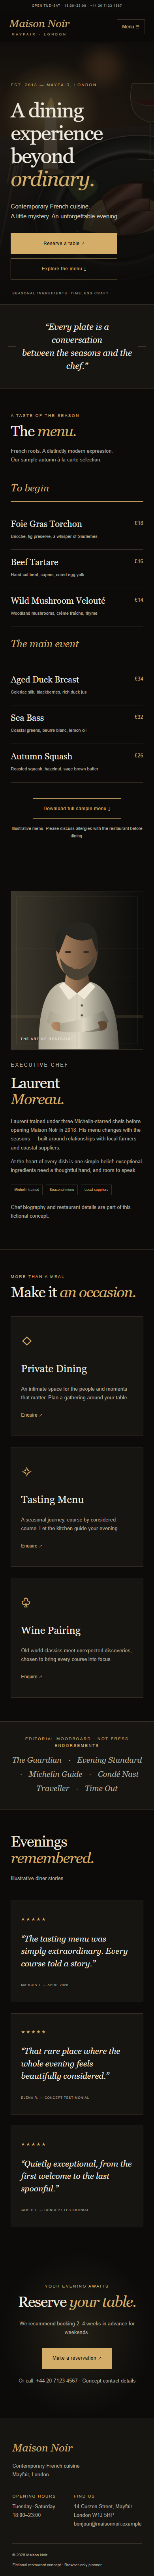 OPEN TUE–SAT · 18:00–23:00 · +44 20 7123 4567
Maison Noir
MAYFAIR · LONDON
Menu ☰
EST. 2018 — MAYFAIR, LONDON
A dining
experience
beyond
ordinary.
Contemporary French cuisine.
A little mystery. An unforgettable evening.
Reserve a table ↗
Explore the menu ↓
SEASONAL INGREDIENTS. TIMELESS CRAFT.
“Every plate is a
conversation
between the seasons and the
chef.”
A TASTE OF THE SEASON
The menu.
French roots. A distinctly modern expression.
Our sample autumn à la carte selection.
To begin
Foie Gras Torchon
£18
Brioche, fig preserve, a whisper of Sauternes
Beef Tartare
£16
Hand-cut beef, capers, cured egg yolk
Wild Mushroom Velouté
£14
Woodland mushrooms, crème fraîche, thyme
The main event
Aged Duck Breast
£34
Celeriac silk, blackberries, rich duck jus
Sea Bass
£32
Coastal greens, beurre blanc, lemon oil
Autumn Squash
£26
Roasted squash, hazelnut, sage brown butter
Download full sample menu ↓
Illustrative menu. Please discuss allergies with the restaurant before
dining.
THE ART OF RESTRAINT
EXECUTIVE CHEF
Laurent
Moreau.
Laurent trained under three Michelin-starred chefs before
opening Maison Noir in 2018. His menu changes with the
seasons — built around relationships with local farmers
and coastal suppliers.
At the heart of every dish is one simple belief: exceptional
ingredients need a thoughtful hand, and room to speak.
Michelin trained
Seasonal menu
Local suppliers
Chef biography and restaurant details are part of this
fictional concept.
MORE THAN A MEAL
Make it an occasion.
Private Dining
An intimate space for the people and moments
that matter. Plan a gathering around your table.
Enquire ↗
Tasting Menu
A seasonal journey, course by considered
course. Let the kitchen guide your evening.
Enquire ↗
Wine Pairing
Old-world classics meet unexpected discoveries,
chosen to bring every course into focus.
Enquire ↗
EDITORIAL MOODBOARD · NOT PRESS
ENDORSEMENTS
The Guardian · Evening Standard
· Michelin Guide · Condé Nast
Traveller · Time Out
Evenings
remembered.
Illustrative diner stories
★★★★★
“The tasting menu was
simply extraordinary. Every
course told a story.”
MARCUS T. — APRIL 2026
★★★★★
“That rare place where the
whole evening feels
beautifully considered.”
ELENA R. — CONCEPT TESTIMONIAL
★★★★★
“Quietly exceptional, from the
first welcome to the last
spoonful.”
JAMES L. — CONCEPT TESTIMONIAL
YOUR EVENING AWAITS
Reserve your table.
We recommend booking 2–4 weeks in advance for
weekends.
Make a reservation ↗
Or call: +44 20 7123 4567 · Concept contact details
Maison Noir
Contemporary French cuisine.
Mayfair, London
OPENING HOURS
Tuesday–Saturday
18:00–23:00
FIND US
14 Curzon Street, Mayfair
London W1J 5HP
bonjour@maisonnoir.example
© 2026 Maison Noir
Fictional restaurant concept · Browser-only planner